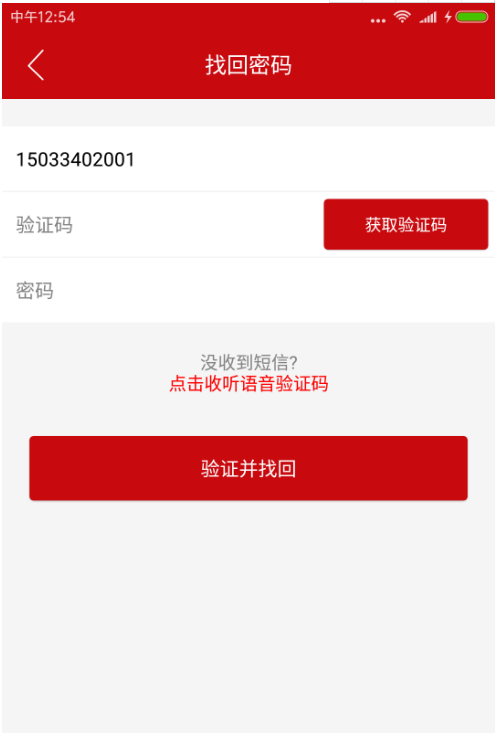 中午12:54
找回密码
15033402001
验证码
获取验证码
密码
没收到短信?
点击收听语音验证码
验证并找回